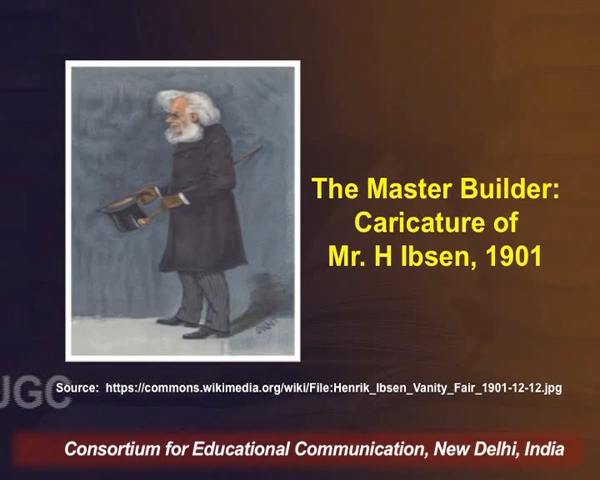 The Master Builder:
Caricature of
Mr. H Ibsen, 1901
Source: https://commons.wikimedia.org/wiki/File:Henrik_Ibsen_Vanity_Fair_1901-12-12.jpg
UGC
Consortium for Educational Communication, New Delhi, India